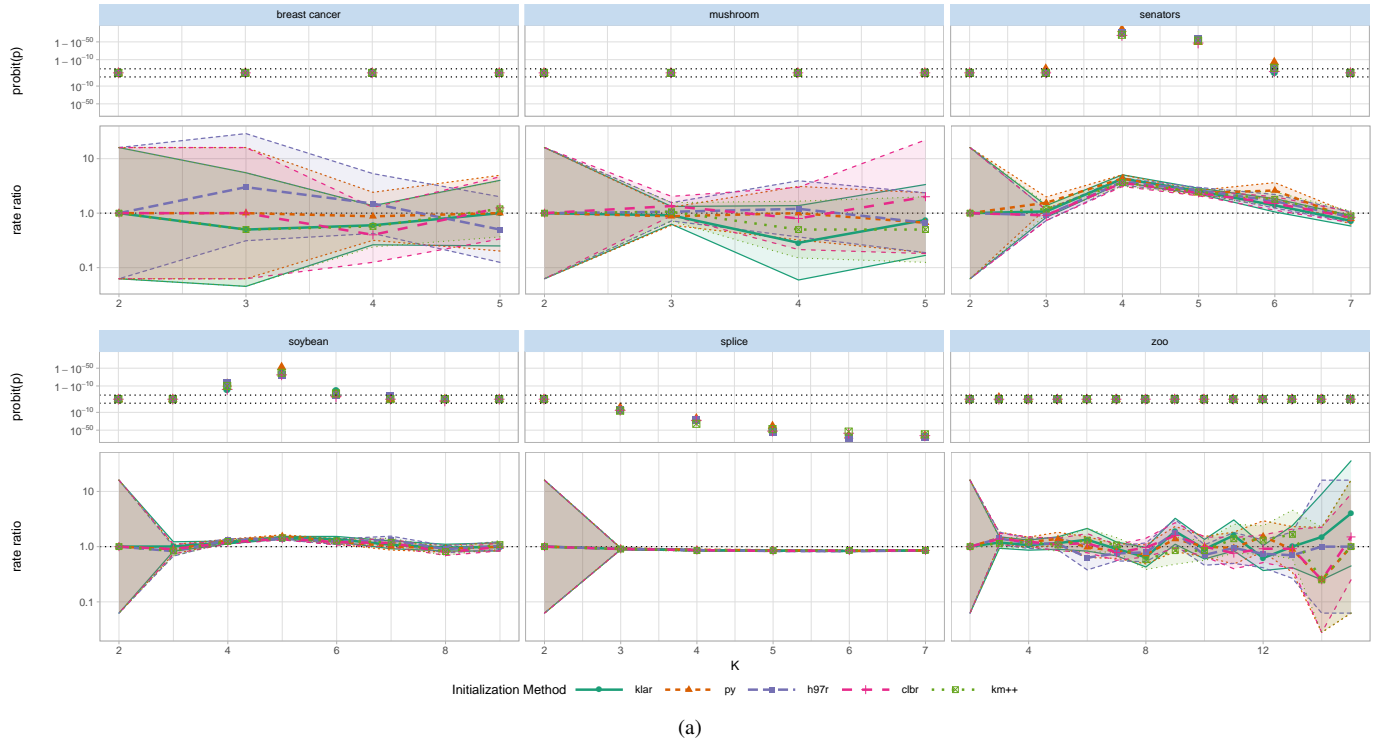 breast cancer mushroom senators
probit(p)
1 − 10⁻⁵⁰
1 − 10⁻¹⁰
10⁻¹⁰
10⁻⁵⁰
rate ratio
10
1.0
0.1
2 3 4 5 2 3 4 5 2 3 4 5 6 7
soybean splice zoo
probit(p)
1 − 10⁻⁵⁰
1 − 10⁻¹⁰
10⁻¹⁰
10⁻⁵⁰
rate ratio
10
1.0
0.1
2 4 6 8 2 3 4 5 6 7 4 8 12
K
Initialization Method klar py h97r clbr km++
(a)